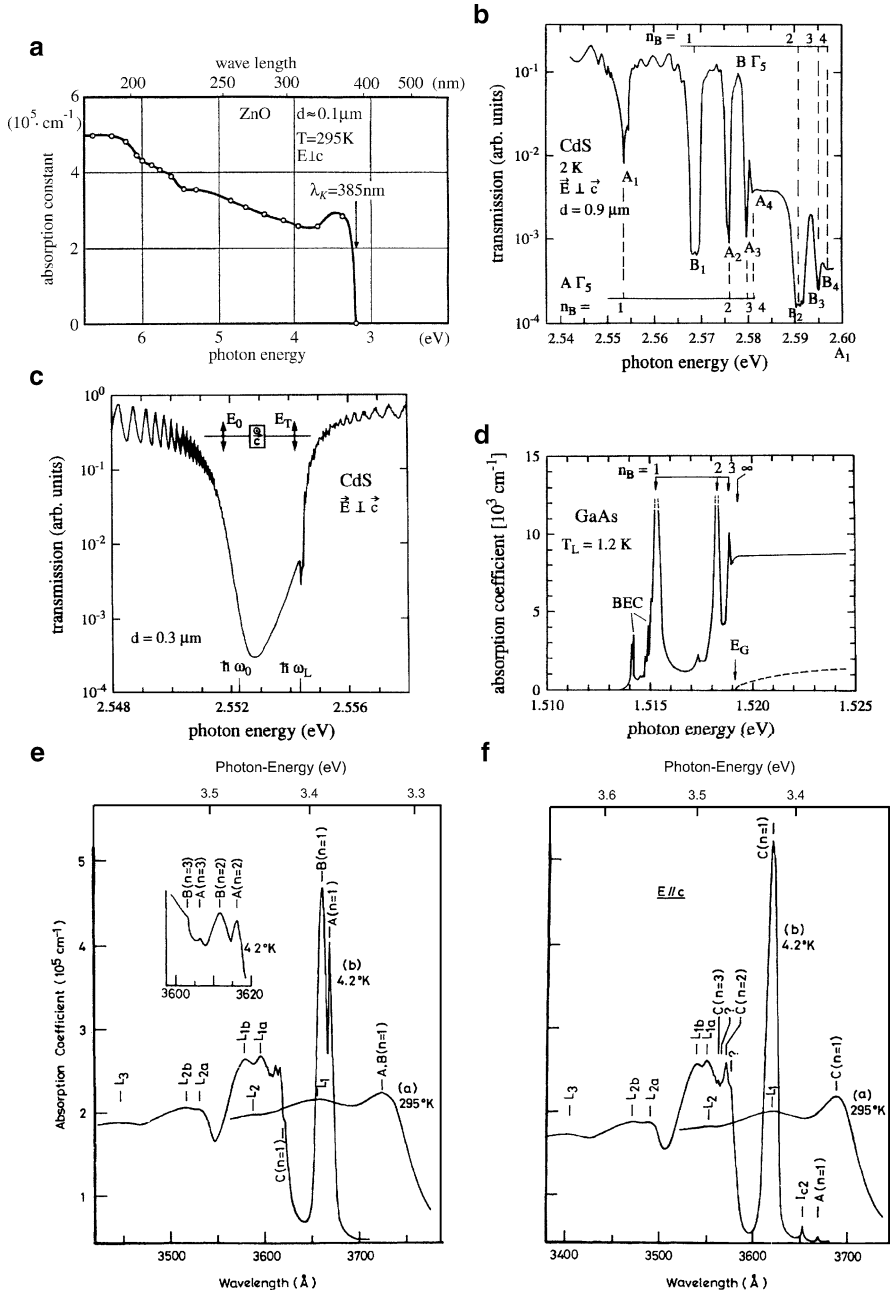 a
wave length
200 250 300 400 500 (nm)
6
(10⁵· cm⁻¹)
4
2
0
absorption constant
ZnO d≈0.1μm
T=295K
E⊥c
λK=385nm
6 5 4 3 (eV)
photon energy
b
nB = 1 2 3 4
B Γ5
10⁻¹
10⁻²
10⁻³
10⁻⁴
transmission (arb. units)
CdS
2 K
E ⊥ c
d = 0.9 μm
A1
A4
B1 A2 A3
B4
B3
B2
A Γ5
nB = 1 2 3 4
2.54 2.55 2.56 2.57 2.58 2.59 2.60
photon energy (eV)
A1
c
10⁰
10⁻¹
10⁻²
10⁻³
10⁻⁴
transmission (arb. units)
E0 c ET
CdS
E ⊥ c
d = 0.3 μm
ħ ω0 ħ ωL
2.548 2.552 2.556
photon energy (eV)
d
15
10
5
0
absorption coefficient [10³ cm⁻¹]
nB = 1 2 3 ∞
GaAs
TL = 1.2 K
BEC
EG
1.510 1.515 1.520 1.525
photon energy (eV)
e
Photon-Energy (eV)
3.5 3.4 3.3
5
4
3
2
1
Absorption Coefficient (10⁵ cm⁻¹)
B(n=3)
A(n=3)
B(n=2)
A(n=2)
4.2°K
3600 3620
B(n=1)
A(n=1)
(b)
4.2°K
L3
L2b
L2a
L1b
L1a
L2
L1
C(n=1)
A.B(n=1)
(a)
295°K
3500 3600 3700
Wavelength (Å)
f
Photon-Energy (eV)
3.6 3.5 3.4
E//c
C(n=1)
(b)
4.2°K
L3
L2b
L2a
L1b
L1a
C(n=3)
?
C(n=2)
?
L2
L1
C(n=1)
(a)
295°K
Ic2
A(n=1)
3400 3500 3600 3700
Wavelength (Å)